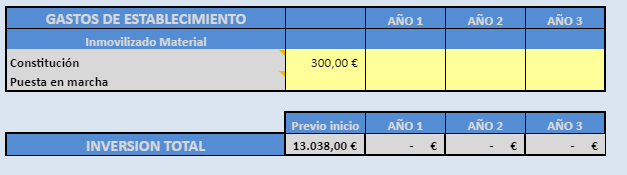 GASTOS DE ESTABLECIMIENTO AÑO 1 AÑO 2 AÑO 3
Inmovilizado Material
Constitución 300,00 €
Puesta en marcha
Previo inicio AÑO 1 AÑO 2 AÑO 3
INVERSION TOTAL 13.038,00 € - € - € - €